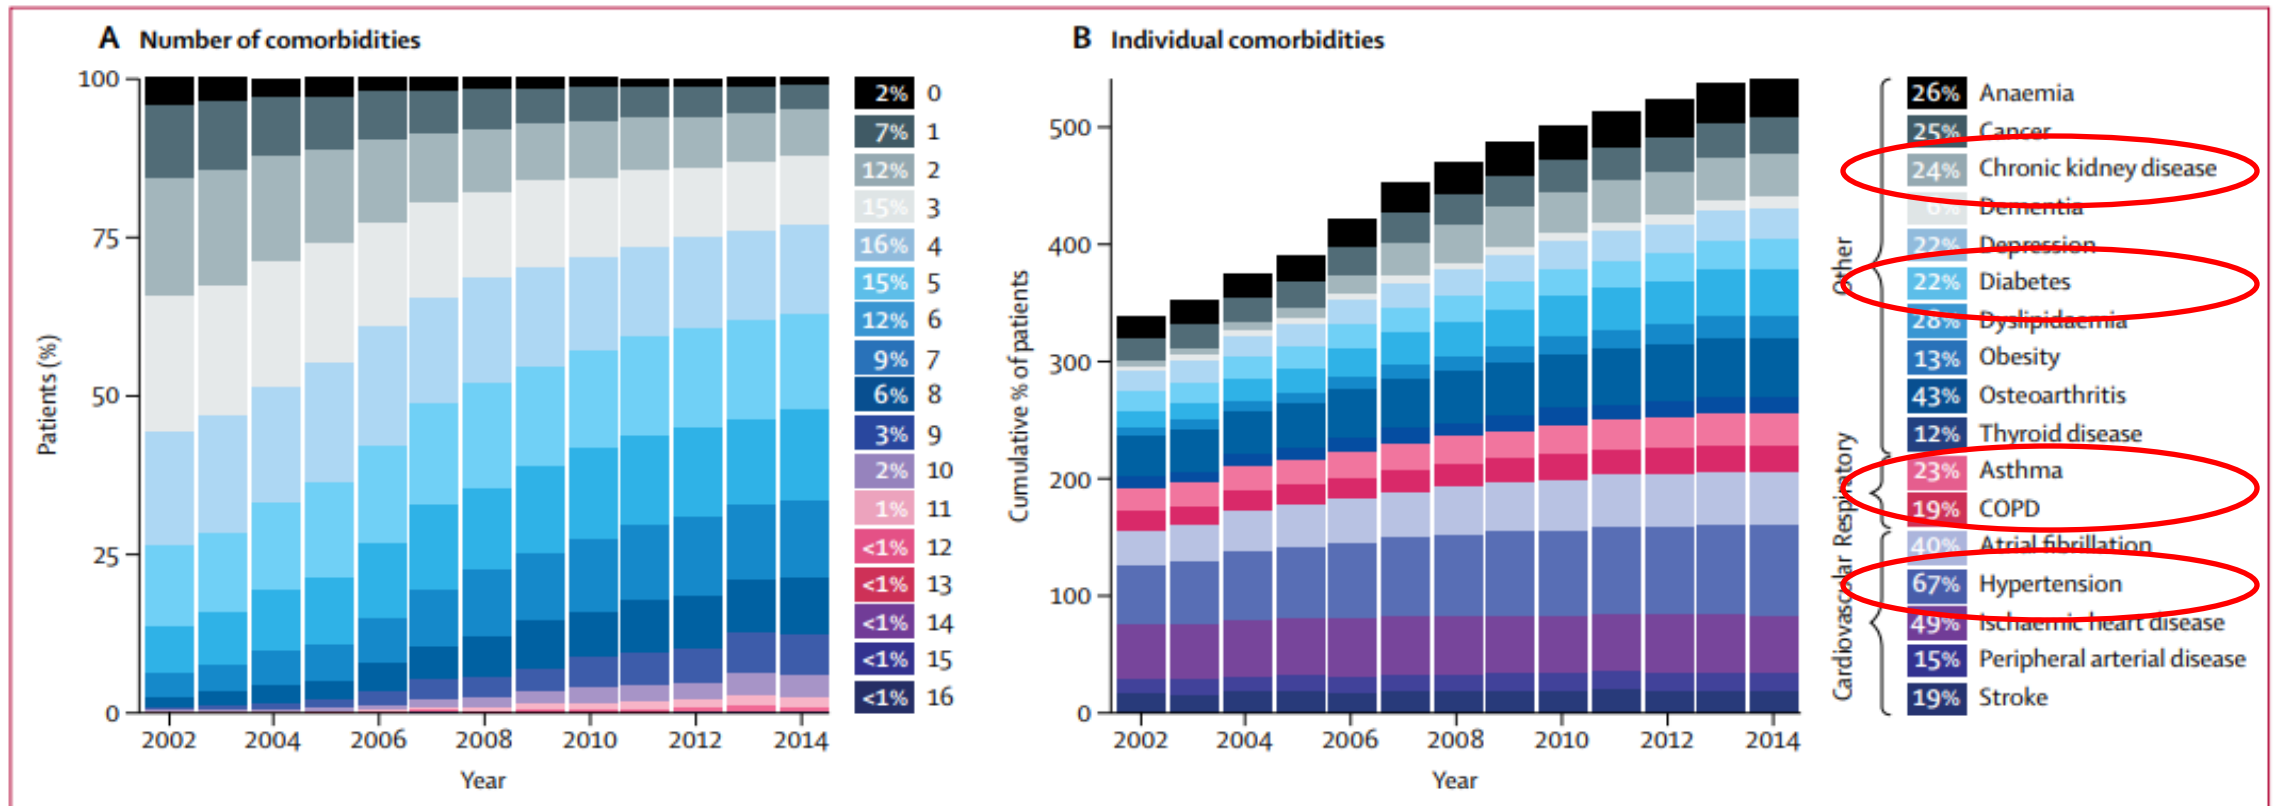 A Number of comorbidities
100
75
50
25
0
Patients (%)
2002 2004 2006 2008 2010 2012 2014
Year
2% 0
7% 1
12% 2
15% 3
16% 4
15% 5
12% 6
9% 7
6% 8
3% 9
2% 10
1% 11
<1% 12
<1% 13
<1% 14
<1% 15
<1% 16
B Individual comorbidities
500
400
300
200
100
0
Cumulative % of patients
2002 2004 2006 2008 2010 2012 2014
Year
Other
26% Anaemia
25% Cancer
24% Chronic kidney disease
6% Dementia
22% Depression
22% Diabetes
28% Dyslipidaemia
13% Obesity
43% Osteoarthritis
12% Thyroid disease
Respiratory
23% Asthma
19% COPD
Cardiovascular
40% Atrial fibrillation
67% Hypertension
49% Ischaemic heart disease
15% Peripheral arterial disease
19% Stroke